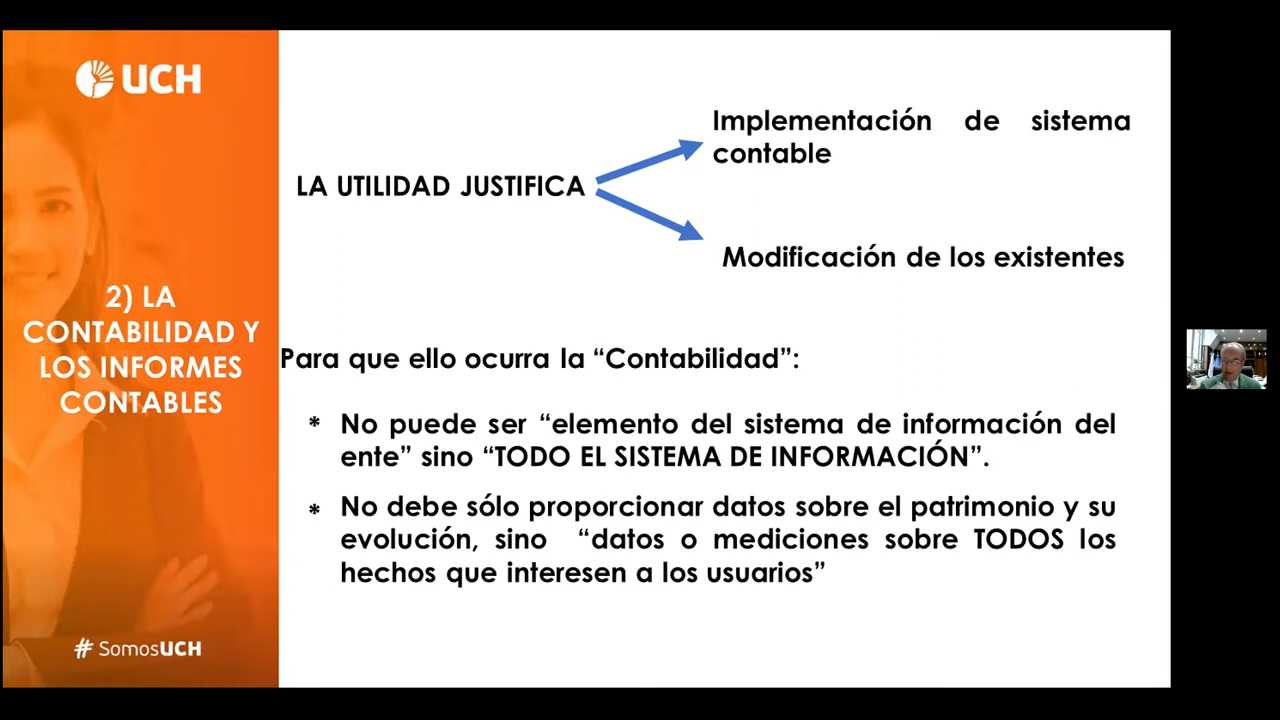 UCH
2) LA
CONTABILIDAD Y
LOS INFORMES
CONTABLES
# SomosUCH
LA UTILIDAD JUSTIFICA
Implementación de sistema
contable
Modificación de los existentes
Para que ello ocurra la “Contabilidad”:
* No puede ser “elemento del sistema de información del
ente” sino “TODO EL SISTEMA DE INFORMACIÓN”.
* No debe sólo proporcionar datos sobre el patrimonio y su
evolución, sino “datos o mediciones sobre TODOS los
hechos que interesen a los usuarios”